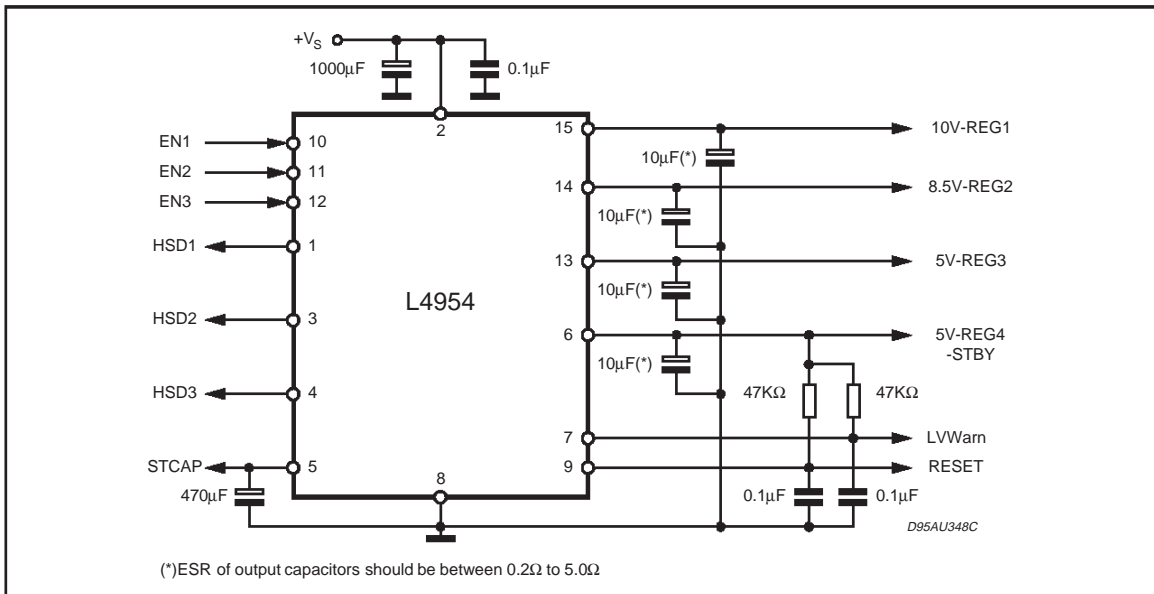 +VS
1000µF
0.1µF
2
15
10V-REG1
EN1
10
10µF(*)
EN2
11
14
8.5V-REG2
EN3
12
10µF(*)
HSD1
1
13
5V-REG3
L4954
10µF(*)
HSD2
3
6
5V-REG4
-STBY
10µF(*)
HSD3
4
47KΩ
47KΩ
7
LVWarn
STCAP
5
9
RESET
470µF
8
0.1µF
0.1µF
D95AU348C
(*)ESR of output capacitors should be between 0.2Ω to 5.0Ω